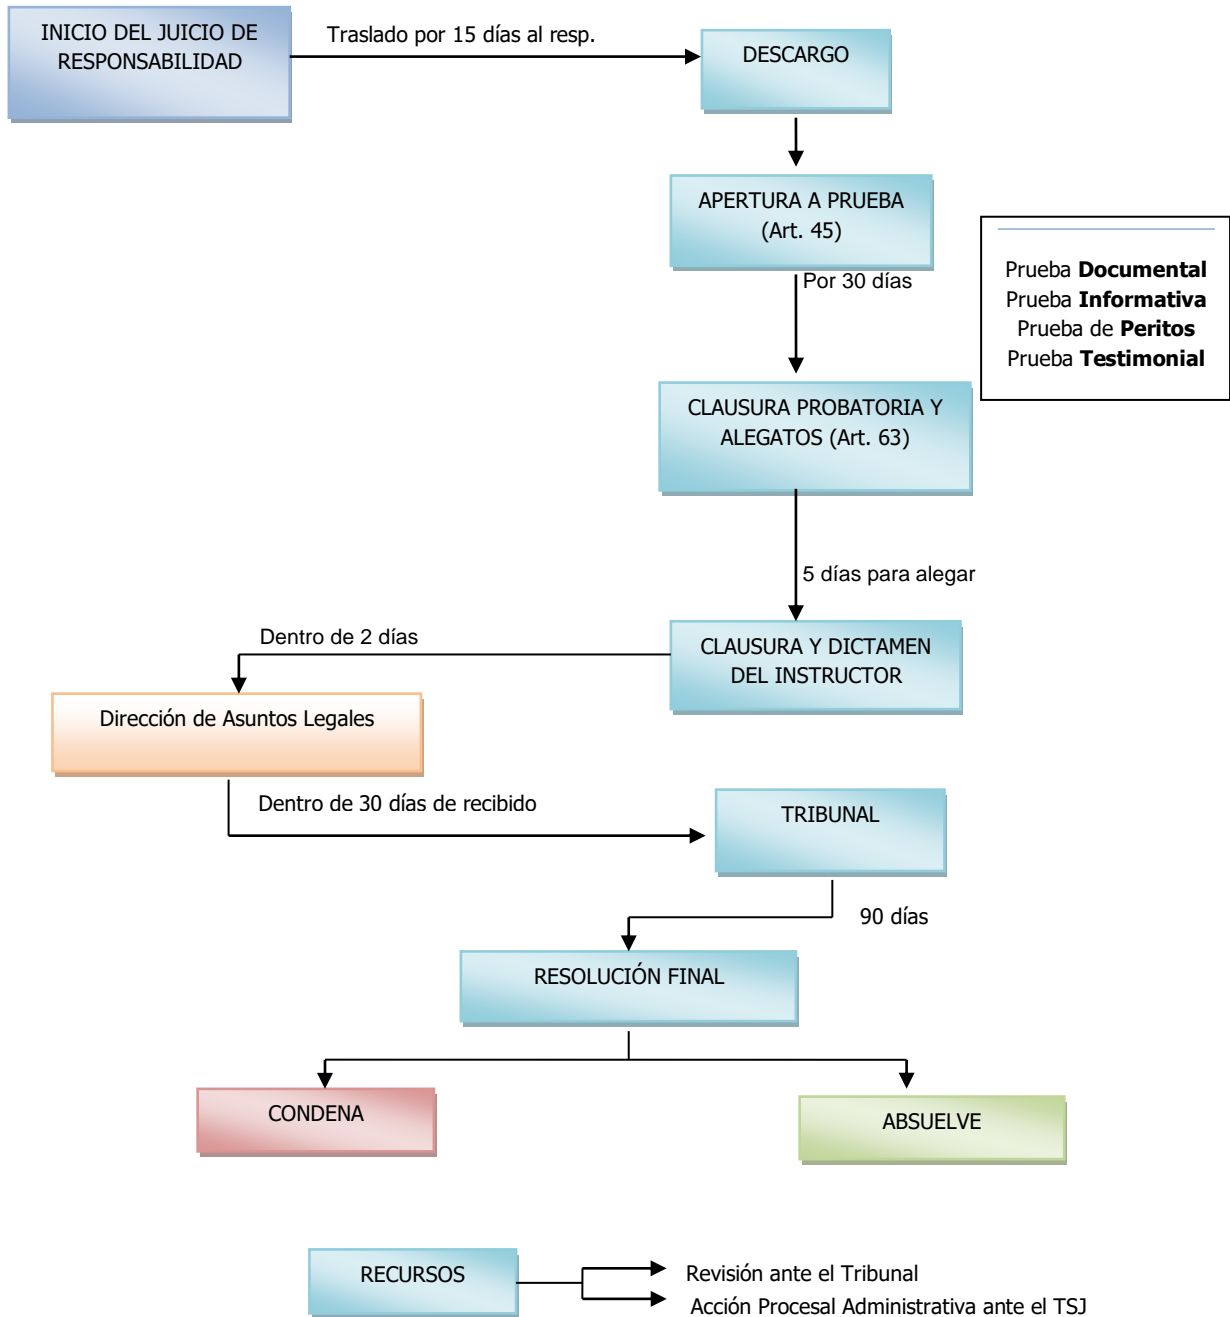 INICIO DEL JUICIO DE
RESPONSABILIDAD
Traslado por 15 días al resp.
DESCARGO
APERTURA A PRUEBA
(Art. 45)
Por 30 días
Prueba Documental
Prueba Informativa
Prueba de Peritos
Prueba Testimonial
CLAUSURA PROBATORIA Y
ALEGATOS (Art. 63)
5 días para alegar
CLAUSURA Y DICTAMEN
DEL INSTRUCTOR
Dentro de 2 días
Dirección de Asuntos Legales
Dentro de 30 días de recibido
TRIBUNAL
90 días
RESOLUCIÓN FINAL
CONDENA
ABSUELVE
RECURSOS
Revisión ante el Tribunal
Acción Procesal Administrativa ante el TSJ